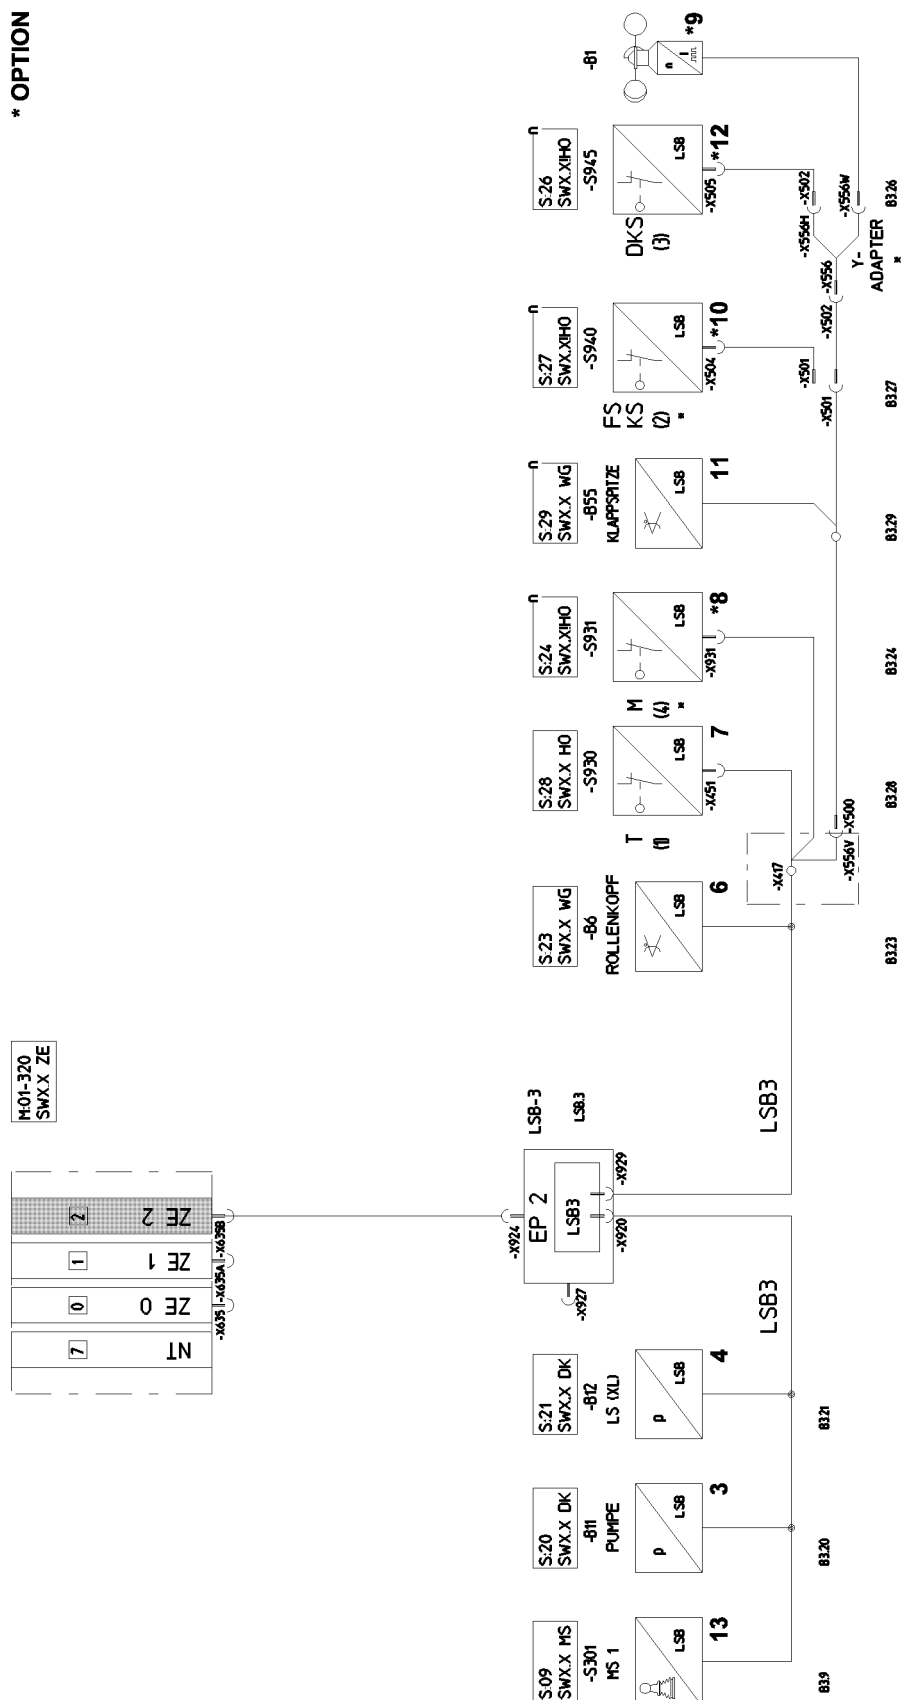 * OPTION
M:01-320
SWX.X ZE
NT
7
ZE 0
0
ZE 1
1
ZE 2
2
-X635
-X635A
-X635B
S:09
SWX.X MS
-S301
MS 1
LSB
13
B3.9
S:20
SWX.X DK
-B11
PUMPE
p
LSB
3
B3.20
S:21
SWX.X DK
-B12
LS (XL)
p
LSB
4
B3.21
LSB3
-X924
-X927
EP 2
LSB3
-X920
-X929
LSB-3
LSB.3
LSB3
S:23
SWX.X WG
-B6
ROLLENKOPF
LSB
6
B3.23
-X417
-X556V
-X500
S:28
SWX.X HO
-S930
T
(1)
LSB
-X451
7
B3.28
n
S:24
SWX.X!HO
-S931
M
(4)
*
LSB
-X931
*8
B3.24
n
S:29
SWX.X WG
-B55
KLAPPSPITZE
LSB
11
B3.29
n
S:27
SWX.X!HO
-S940
FS
KS
(2)
*
LSB
-X504
*10
-X501
-X501
B3.27
n
S:26
SWX.X!HO
-S945
DKS
(3)
LSB
-X505
*12
-X502
-X556
-X556H
-X502
-X556W
Y-
ADAPTER
*
B3.26
-B1
n
I
*9